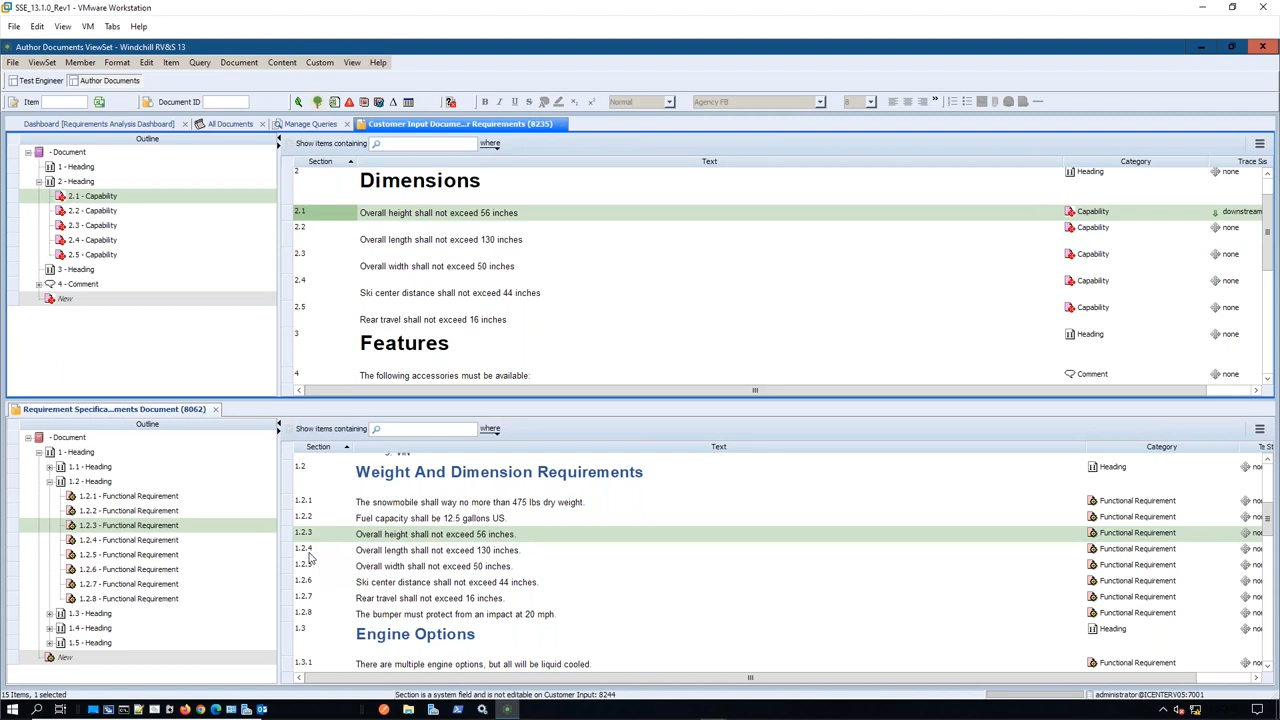 SSE_13.1.0_Rev1 - VMware Workstation
File Edit View VM Tabs Help
Author Documents ViewSet - Windchill RV&S 13
File ViewSet Member Format Edit Item Query Document Content Custom View Help
Test Engineer Author Documents
Item Document ID Normal Agency FB 8
Dashboard [Requirements Analysis Dashboard] All Documents Manage Queries Customer Input Docume...r Requirements (8235)
Outline
Show items containing where
- Document
1 - Heading
2 - Heading
2.1 - Capability
2.2 - Capability
2.3 - Capability
2.4 - Capability
2.5 - Capability
3 - Heading
4 - Comment
New
Section Text Category Trace
2 Dimensions Heading none
2.1 Overall height shall not exceed 56 inches Capability downstream
2.2 Overall length shall not exceed 130 inches Capability none
2.3 Overall width shall not exceed 50 inches Capability none
2.4 Ski center distance shall not exceed 44 inches Capability none
2.5 Rear travel shall not exceed 16 inches Capability none
3 Features Heading none
4 The following accessories must be available: Comment none
Requirement Specifica...ments Document (8062)
Outline
Show items containing where
- Document
1 - Heading
1.1 - Heading
1.2 - Heading
1.2.1 - Functional Requirement
1.2.2 - Functional Requirement
1.2.3 - Functional Requirement
1.2.4 - Functional Requirement
1.2.5 - Functional Requirement
1.2.6 - Functional Requirement
1.2.7 - Functional Requirement
1.2.8 - Functional Requirement
1.3 - Heading
1.4 - Heading
1.5 - Heading
New
Section Text Category
1.2 Weight And Dimension Requirements Heading
1.2.1 The snowmobile shall way no more than 475 lbs dry weight. Functional Requirement
1.2.2 Fuel capacity shall be 12.5 gallons US. Functional Requirement
1.2.3 Overall height shall not exceed 56 inches. Functional Requirement
1.2.4 Overall length shall not exceed 130 inches. Functional Requirement
1.2.5 Overall width shall not exceed 50 inches. Functional Requirement
1.2.6 Ski center distance shall not exceed 44 inches. Functional Requirement
1.2.7 Rear travel shall not exceed 16 inches. Functional Requirement
1.2.8 The bumper must protect from an impact at 20 mph. Functional Requirement
1.3 Engine Options Heading
1.3.1 There are multiple engine options, but all will be liquid cooled. Functional Requirement
15 Items, 1 selected Section is a system field and is not editable on Customer Input: 8244 administrator@ICENTERV05:7001